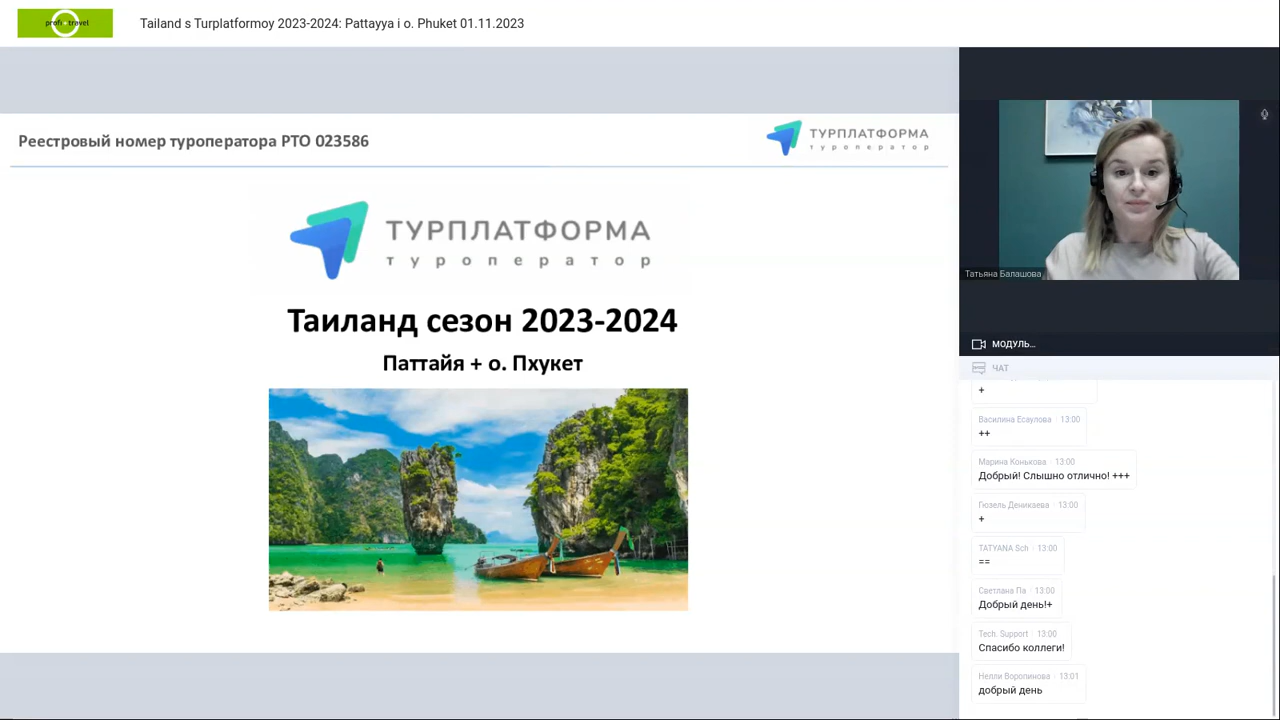 profi travel
Tailand s Turplatformoy 2023-2024: Pattayya i o. Phuket 01.11.2023
Реестровый номер туроператора РТО 023586
ТУРПЛАТФОРМА
туроператор
ТУРПЛАТФОРМА
туроператор
Таиланд сезон 2023-2024
Паттайя + о. Пхукет
Татьяна Балашова
МОДУЛЬ...
ЧАТ
+
Василина Есаулова 13:00
++
Марина Конькова 13:00
Добрый! Слышно отлично! +++
Гюзель Деникаева 13:00
+
TATYANA Sch 13:00
==
Светлана Па 13:00
Добрый день!+
Tech. Support 13:00
Спасибо коллеги!
Нелли Воропинова 13:01
добрый день